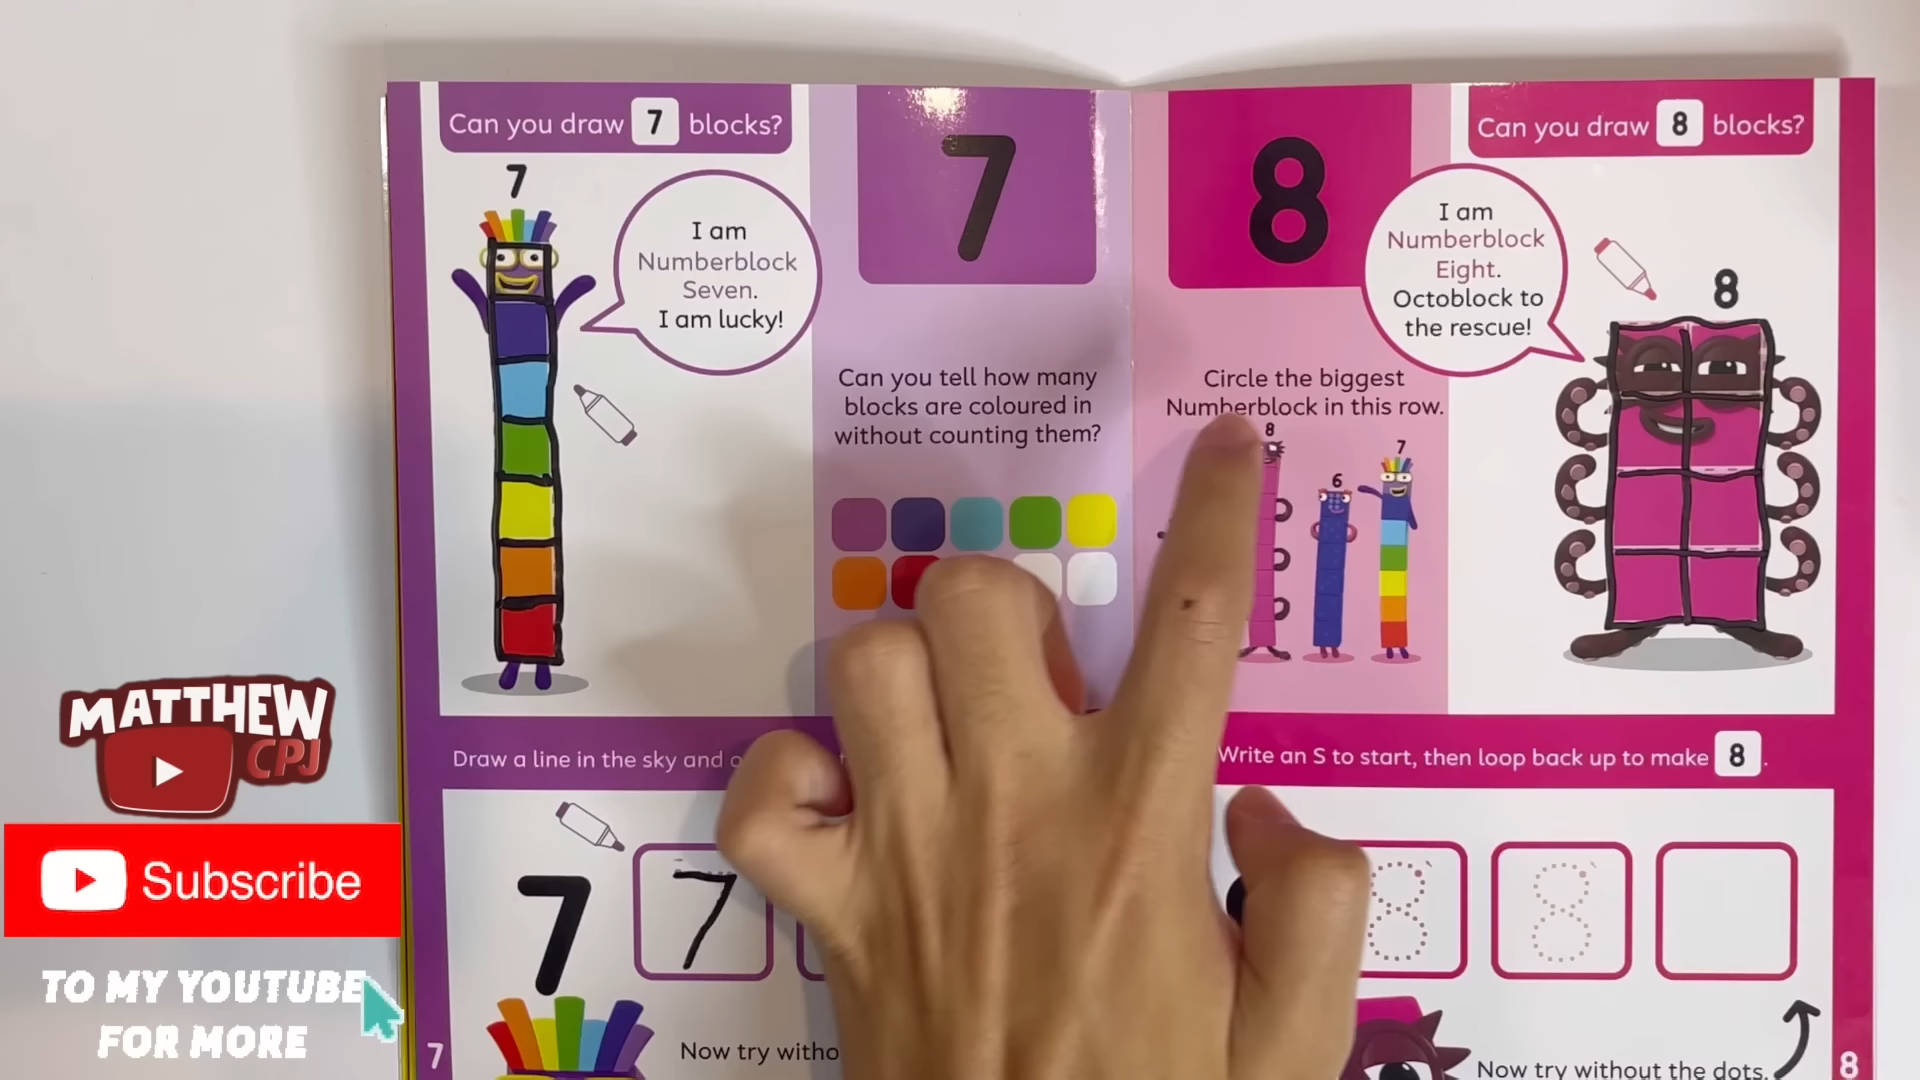 Can you draw 7 blocks?
7
I am
Numberblock
Seven.
I am lucky!
7
Can you tell how many
blocks are coloured in
without counting them?
Draw a line in the sky and
7
7
Now try
7
8
Can you draw 8 blocks?
I am
Numberblock
Eight.
Octoblock to
the rescue!
8
Circle the biggest
Numberblock in this row.
8
6
7
Write an S to start, then loop back up to make 8.
8
8
Now try without the dots.
8
MATTHEW
CPJ
Subscribe
TO MY YOUTUBE
FOR MORE